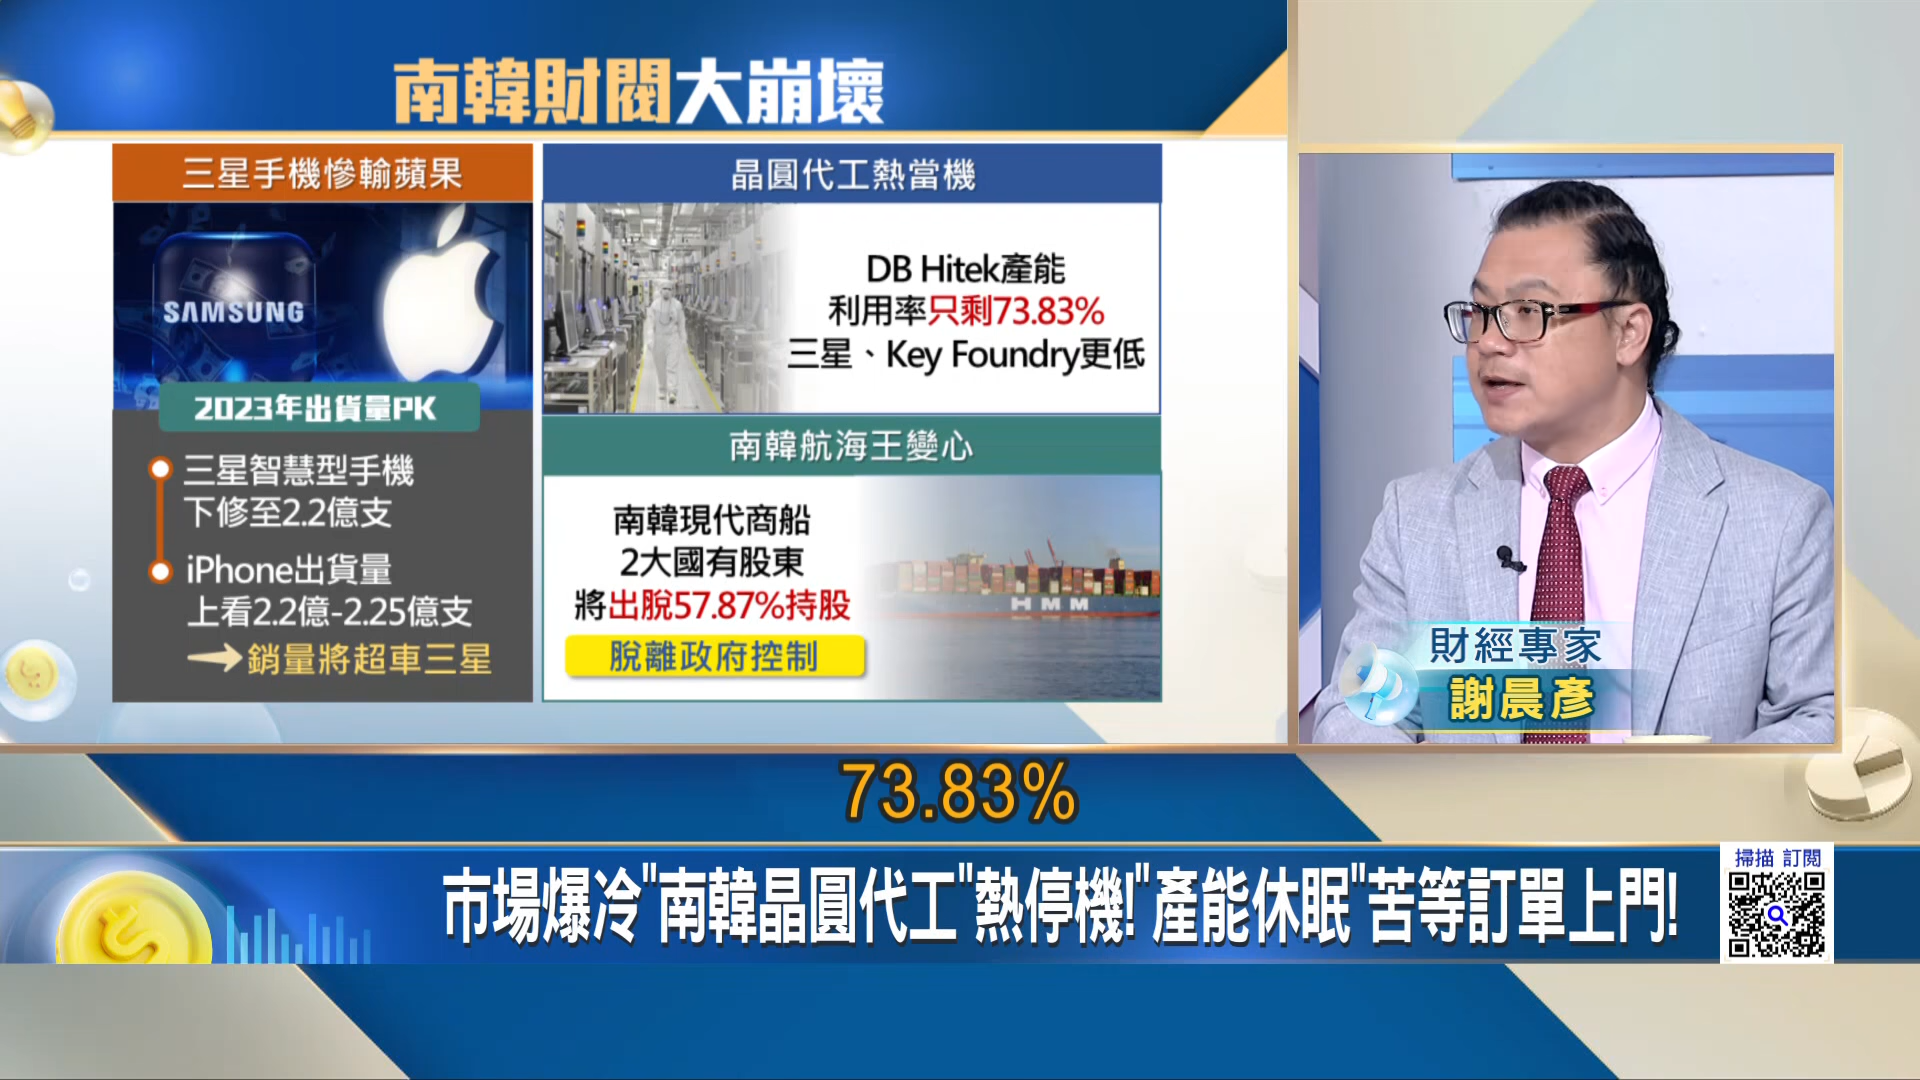 南韓財閥大崩壞
三星手機慘輸蘋果
SAMSUNG
2023年出貨量PK
三星智慧型手機
下修至2.2億支
iPhone出貨量
上看2.2億-2.25億支
銷量將超車三星
晶圓代工熱當機
DB Hitek產能
利用率只剩73.83%
三星、Key Foundry更低
南韓航海王變心
南韓現代商船
2大國有股東
將出脫57.87%持股
脫離政府控制
HMM
財經專家
謝晨彥
73.83%
市場爆冷"南韓晶圓代工"熱停機!"產能休眠"苦等訂單上門!
掃描 訂閱